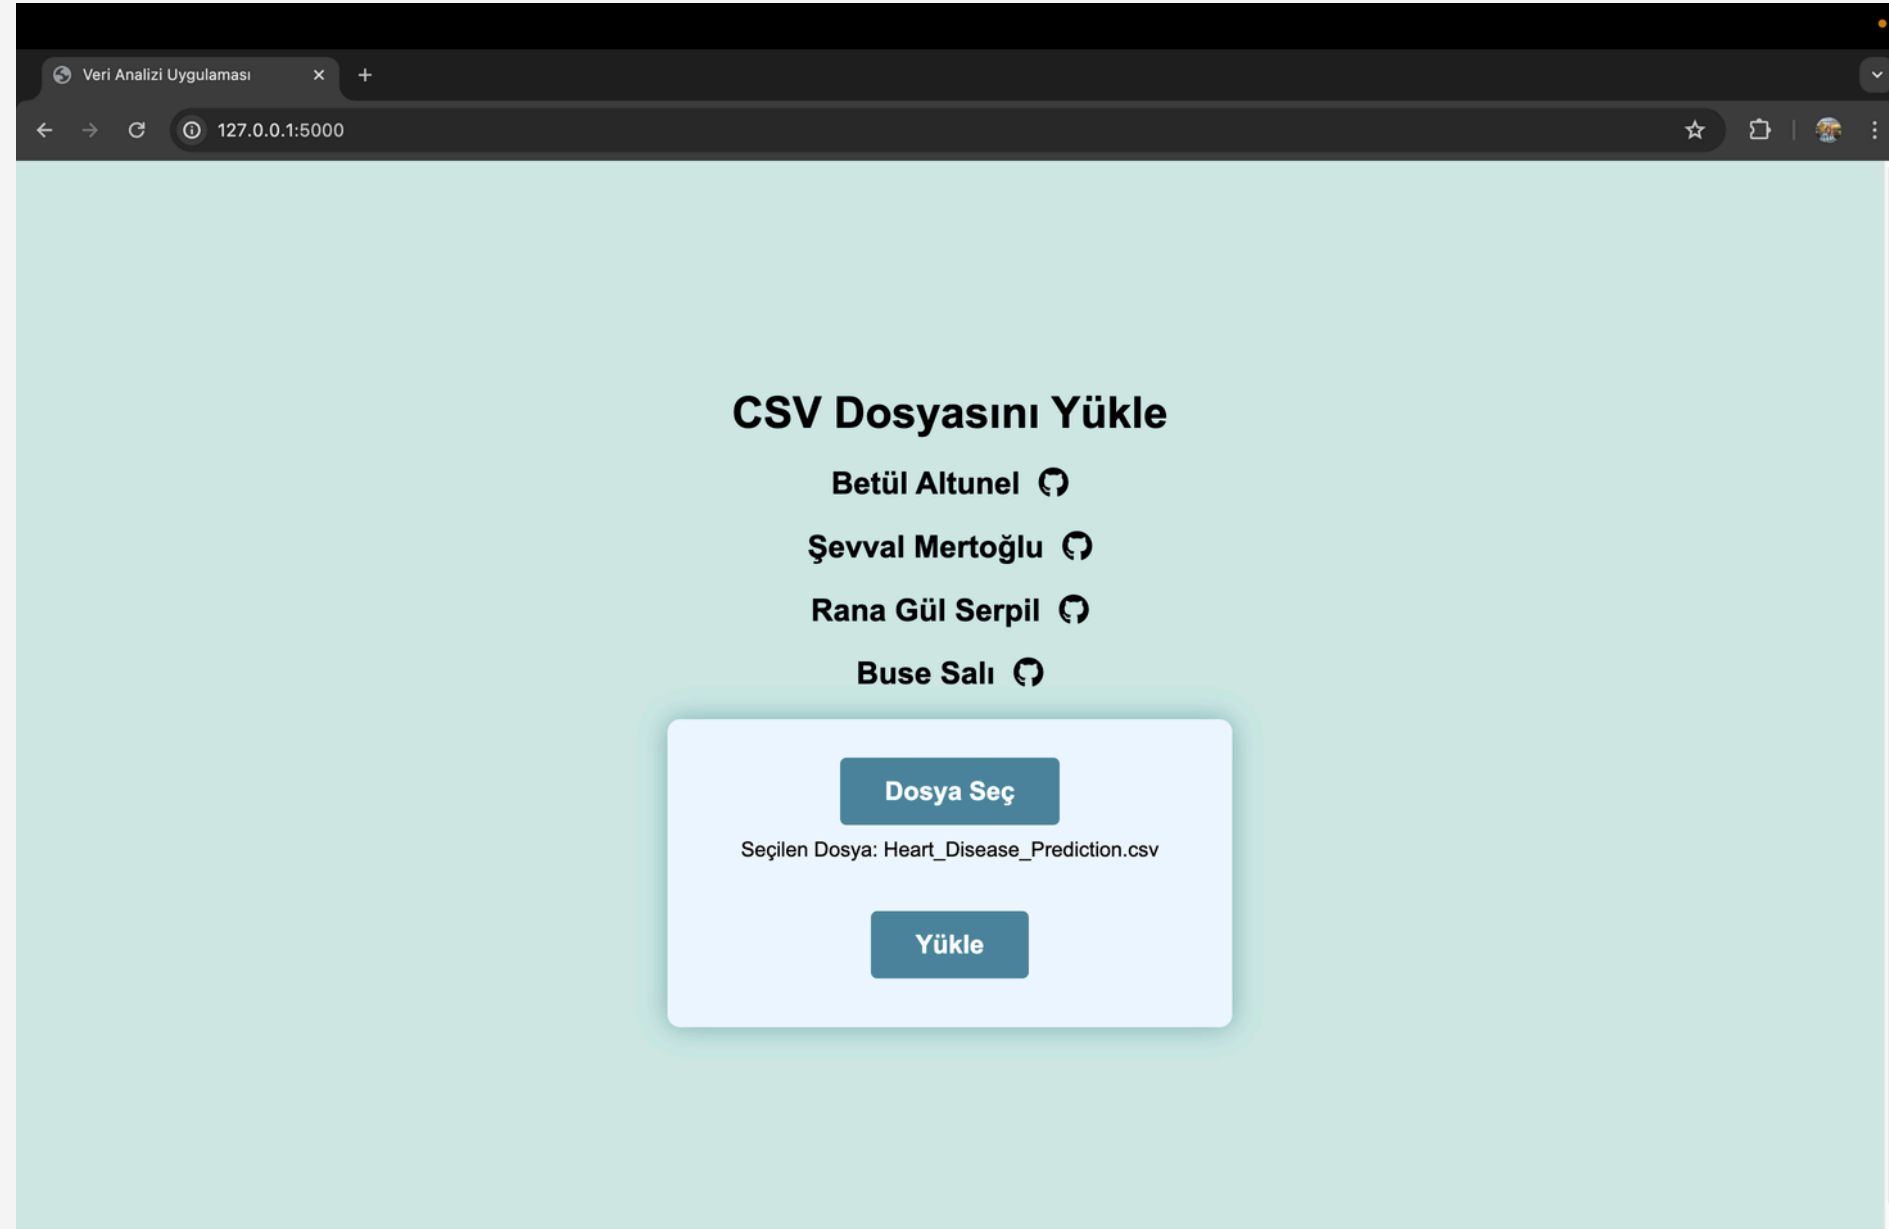 Veri Analizi Uygulaması
127.0.0.1:5000
CSV Dosyasını Yükle
Betül Altunel
Şevval Mertoğlu
Rana Gül Serpil
Buse Salı
Dosya Seç
Seçilen Dosya: Heart_Disease_Prediction.csv
Yükle